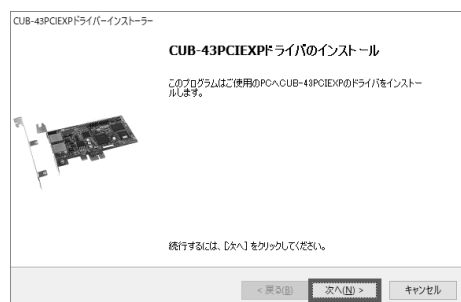 CUB-43PCIEXPドライバーインストーラー
CUB-43PCIEXPドライバのインストール
このプログラムはご使用のPCへCUB-43PCIEXPのドライバをインストー
ルします。
続行するには、[次へ] をクリックしてください。
< 戻る(B)
次へ(N) >
キャンセル